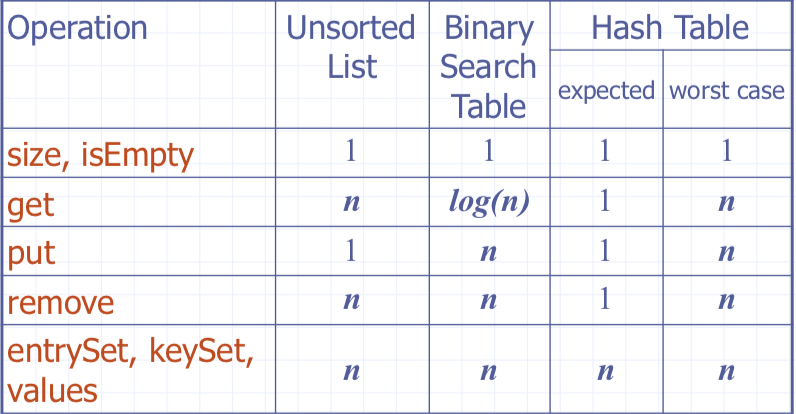 Operation Unsorted List Binary Search Table Hash Table
expected worst case
size, isEmpty 1 1 1 1
get n log(n) 1 n
put 1 n 1 n
remove n n 1 n
entrySet, keySet, values n n n n